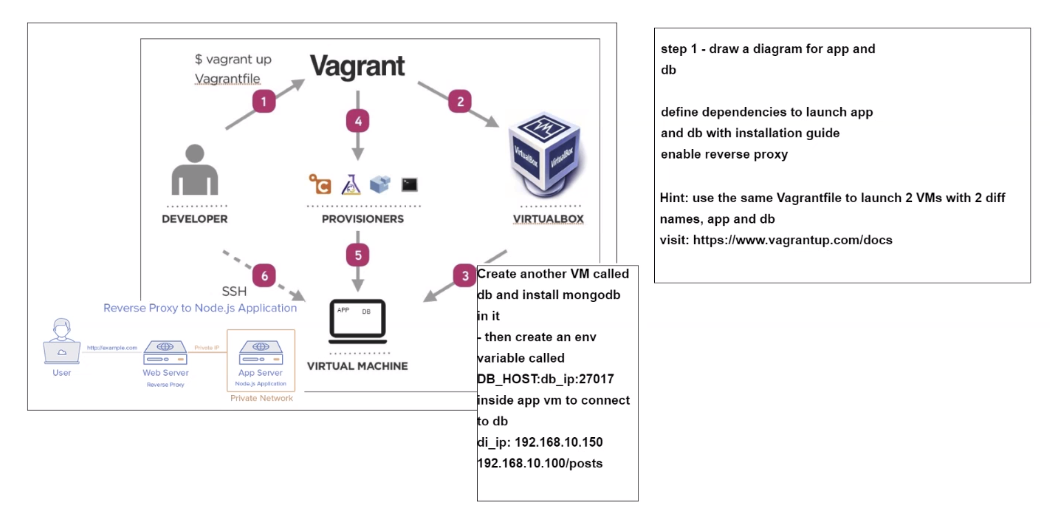 $ vagrant up
Vagrantfile
Vagrant
1
2
4
DEVELOPER
PROVISIONERS
VirtualBox
VirtualBox
VIRTUALBOX
5
6
3
SSH
APP
DB
VIRTUAL MACHINE
Reverse Proxy to Node.js Application
http://example.com
Private IP
User
Web Server
Reverse Proxy
App Server
Node.js Application
Private Network
Create another VM called
db and install mongodb
in it
- then create an env
variable called
DB_HOST:db_ip:27017
inside app vm to connect
to db
di_ip: 192.168.10.150
192.168.10.100/posts
step 1 - draw a diagram for app and
db
define dependencies to launch app
and db with installation guide
enable reverse proxy
Hint: use the same Vagrantfile to launch 2 VMs with 2 diff
names, app and db
visit: https://www.vagrantup.com/docs